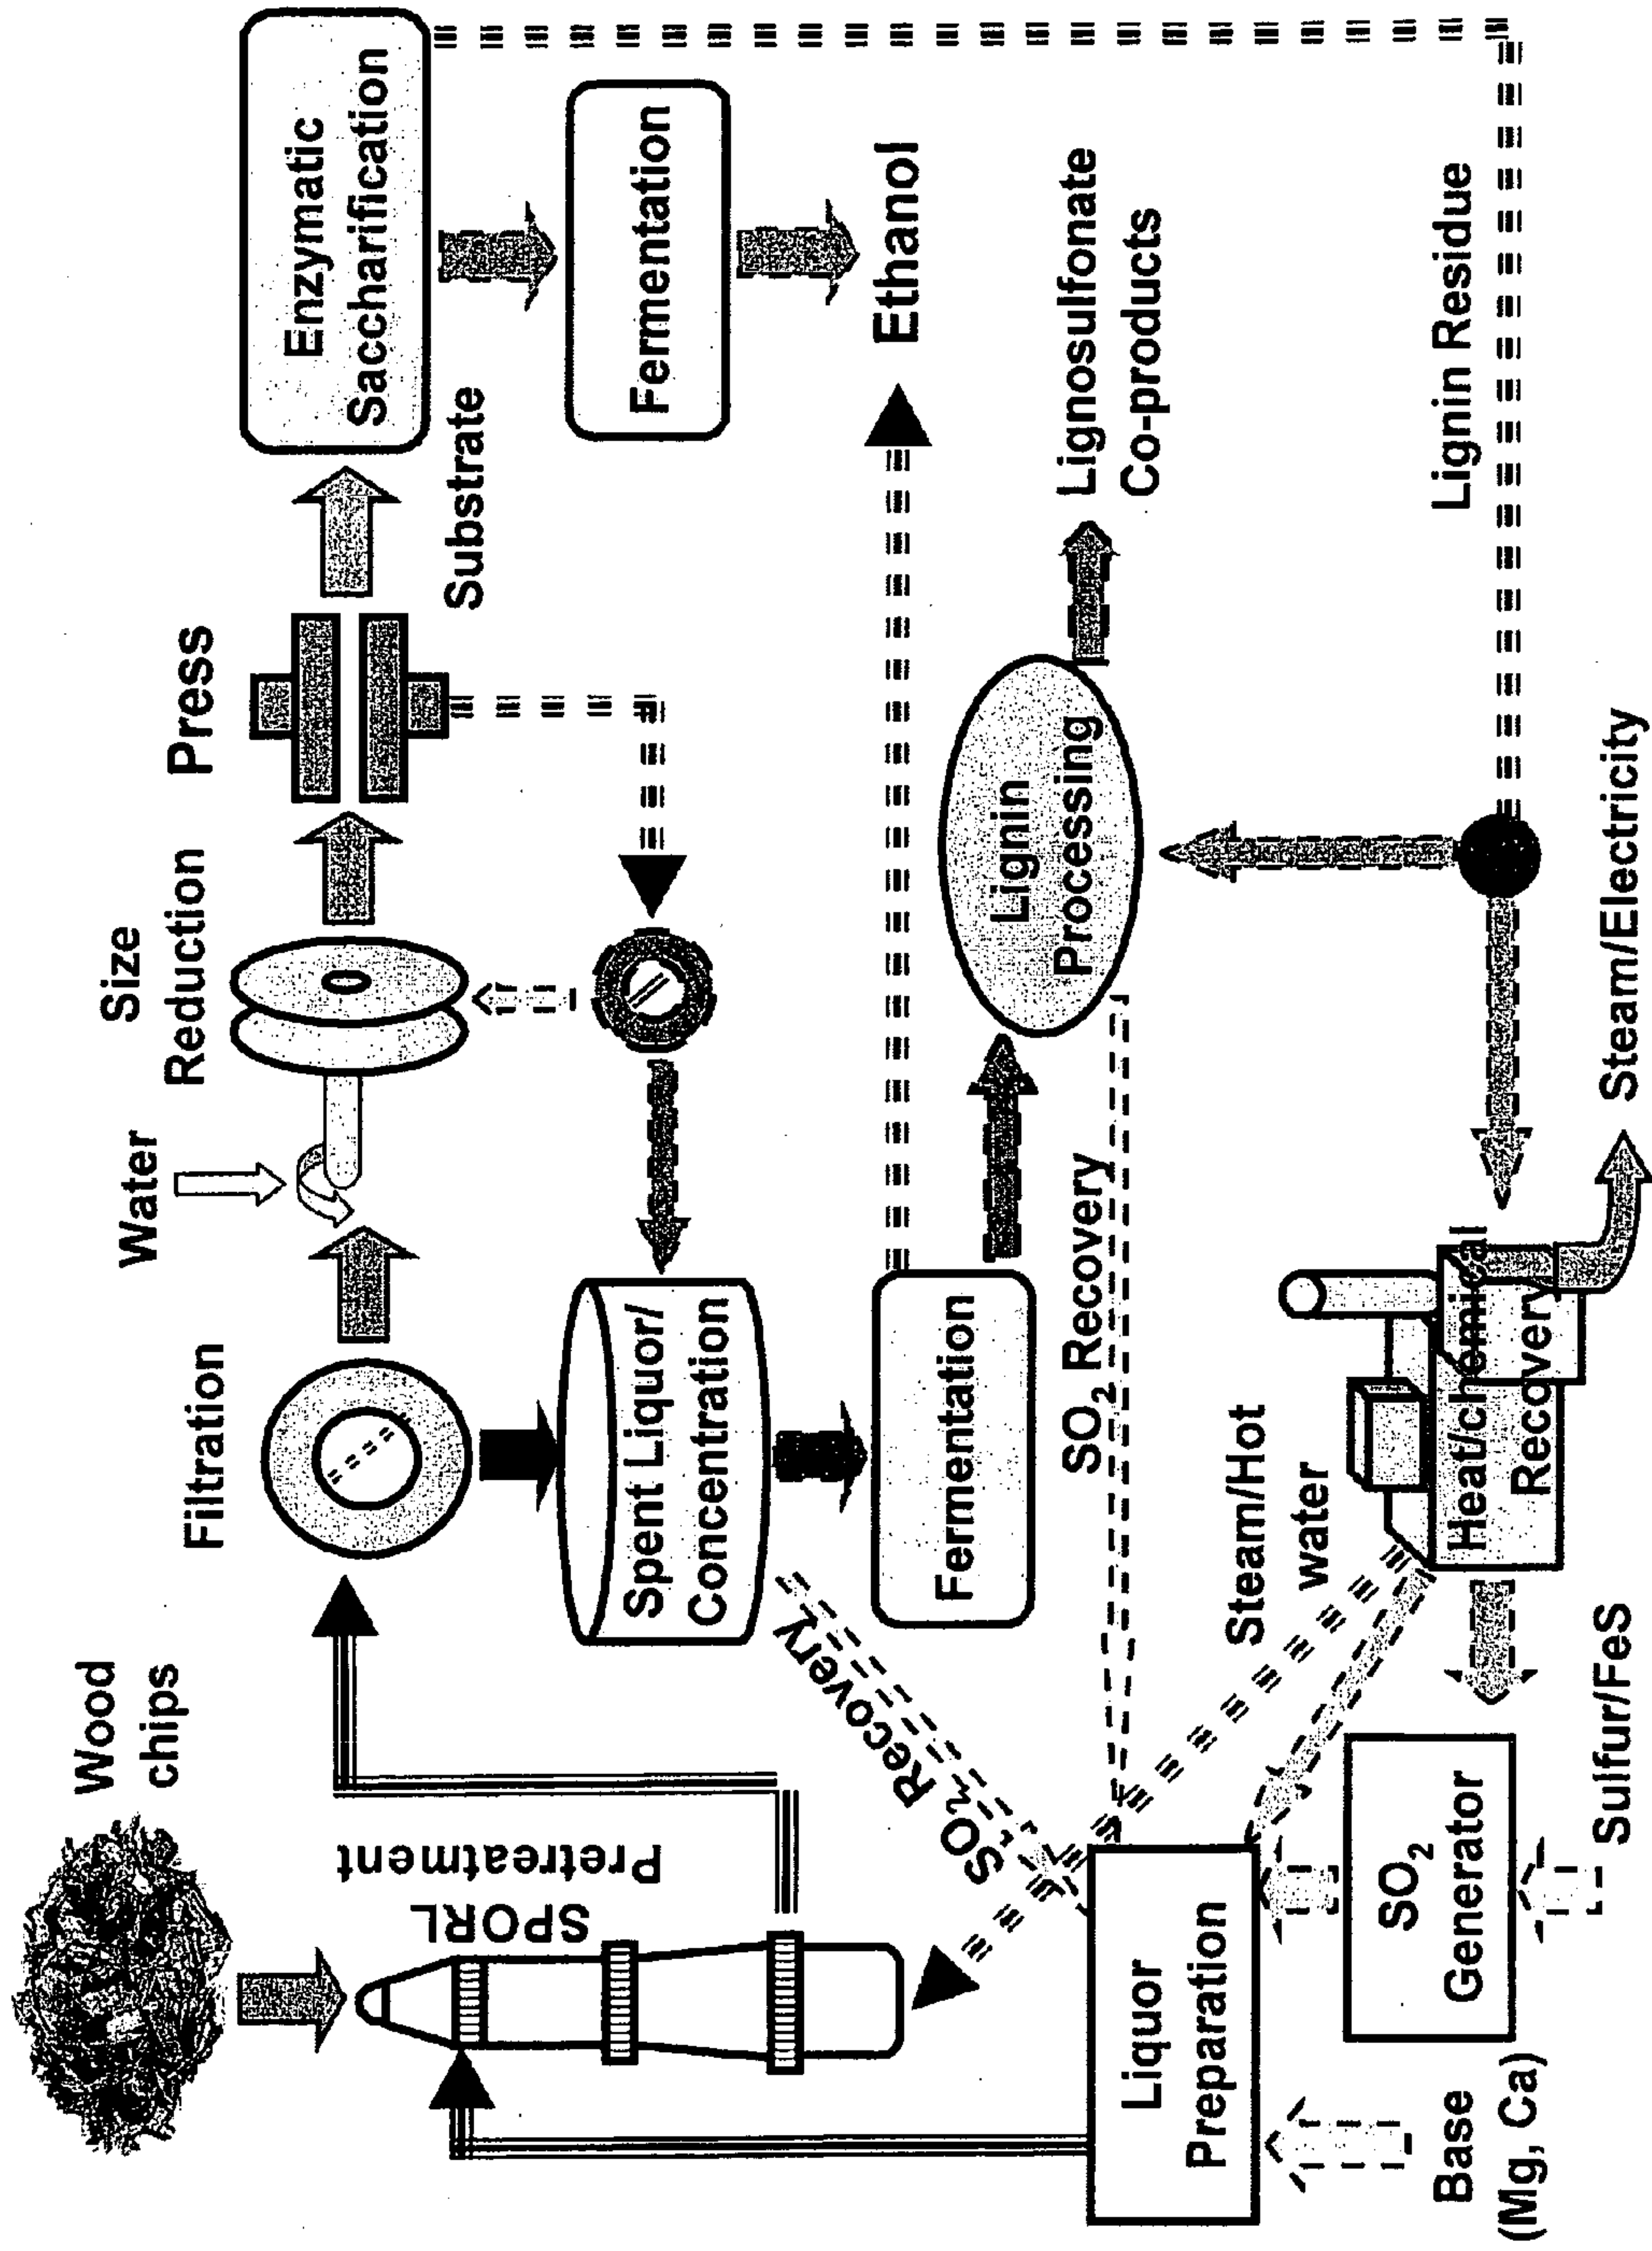 Wood
chips
SPORL
Pretreatment
Filtration
Water
Size
Reduction
Press
Substrate
Enzymatic
Saccharification
Fermentation
Ethanol
Spent Liquor/
Concentration
Fermentation
SO2 Recovery
SO2 Recovery
Lignin
Processing
Lignosulfonate
Co-products
Lignin Residue
Liquor
Preparation
Base
(Mg, Ca)
SO2
Generator
Sulfur/FeS
Steam/Hot
water
Heat/chemical
Recovery
Steam/Electricity